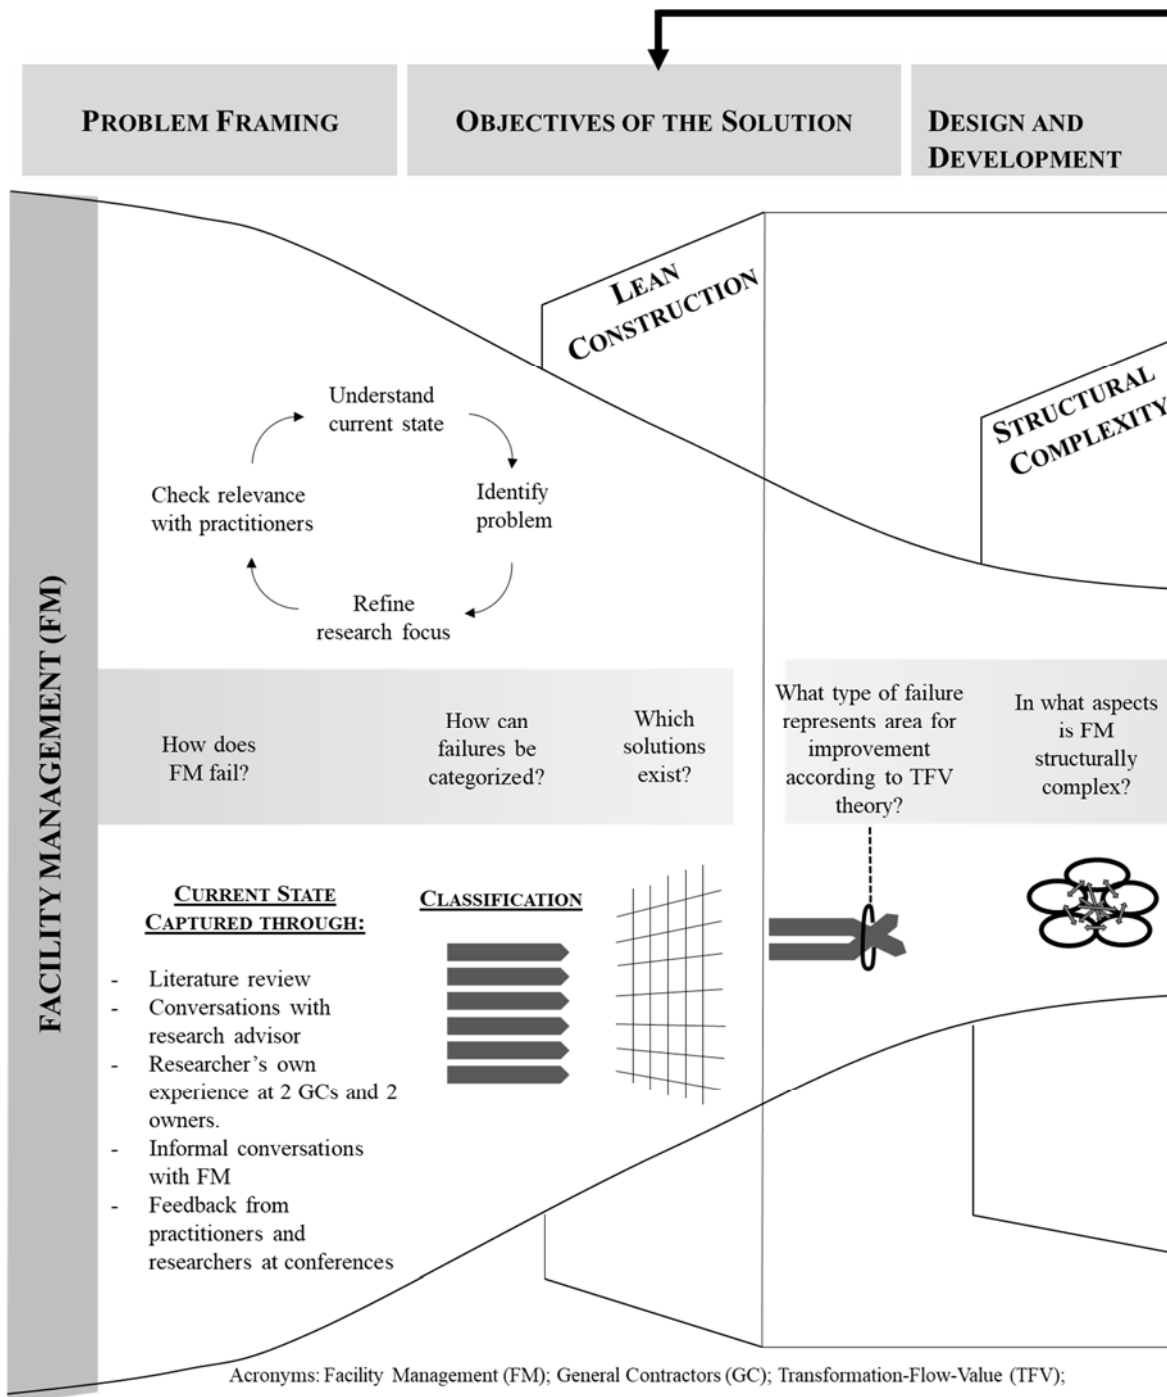 PROBLEM FRAMING
OBJECTIVES OF THE SOLUTION
DESIGN AND
DEVELOPMENT
LEAN
CONSTRUCTION
STRUCTURAL
COMPLEXITY
Understand
current state
Identify
problem
Refine
research focus
Check relevance
with practitioners
FACILITY MANAGEMENT (FM)
How does
FM fail?
How can
failures be
categorized?
Which
solutions
exist?
What type of failure
represents area for
improvement
according to TFV
theory?
In what aspects
is FM
structurally
complex?
CURRENT STATE
CAPTURED THROUGH:
- Literature review
- Conversations with
research advisor
- Researcher's own
experience at 2 GCs and 2
owners.
- Informal conversations
with FM
- Feedback from
practitioners and
researchers at conferences
CLASSIFICATION
Acronyms: Facility Management (FM); General Contractors (GC); Transformation-Flow-Value (TFV);